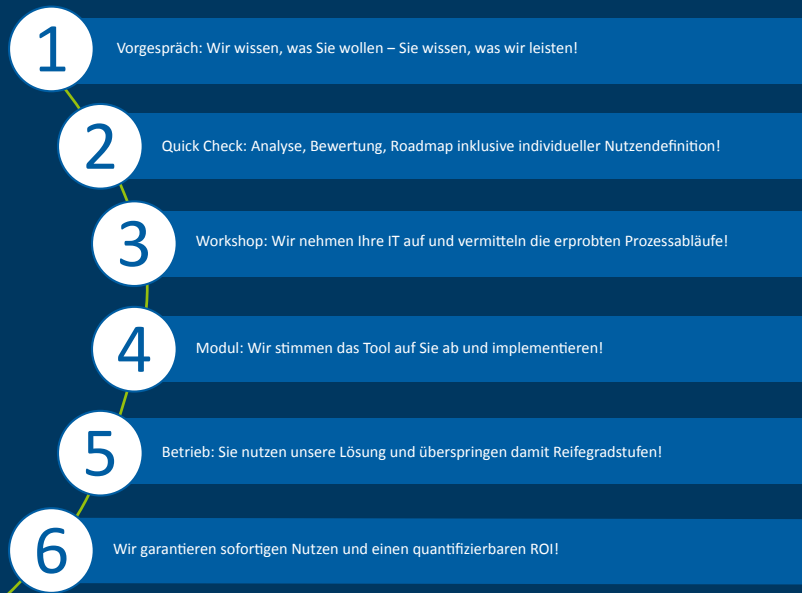 1
Vorgespräch: Wir wissen, was Sie wollen – Sie wissen, was wir leisten!
2
Quick Check: Analyse, Bewertung, Roadmap inklusive individueller Nutzendefinition!
3
Workshop: Wir nehmen Ihre IT auf und vermitteln die erprobten Prozessabläufe!
4
Modul: Wir stimmen das Tool auf Sie ab und implementieren!
5
Betrieb: Sie nutzen unsere Lösung und überspringen damit Reifegradstufen!
6
Wir garantieren sofortigen Nutzen und einen quantifizierbaren ROI!